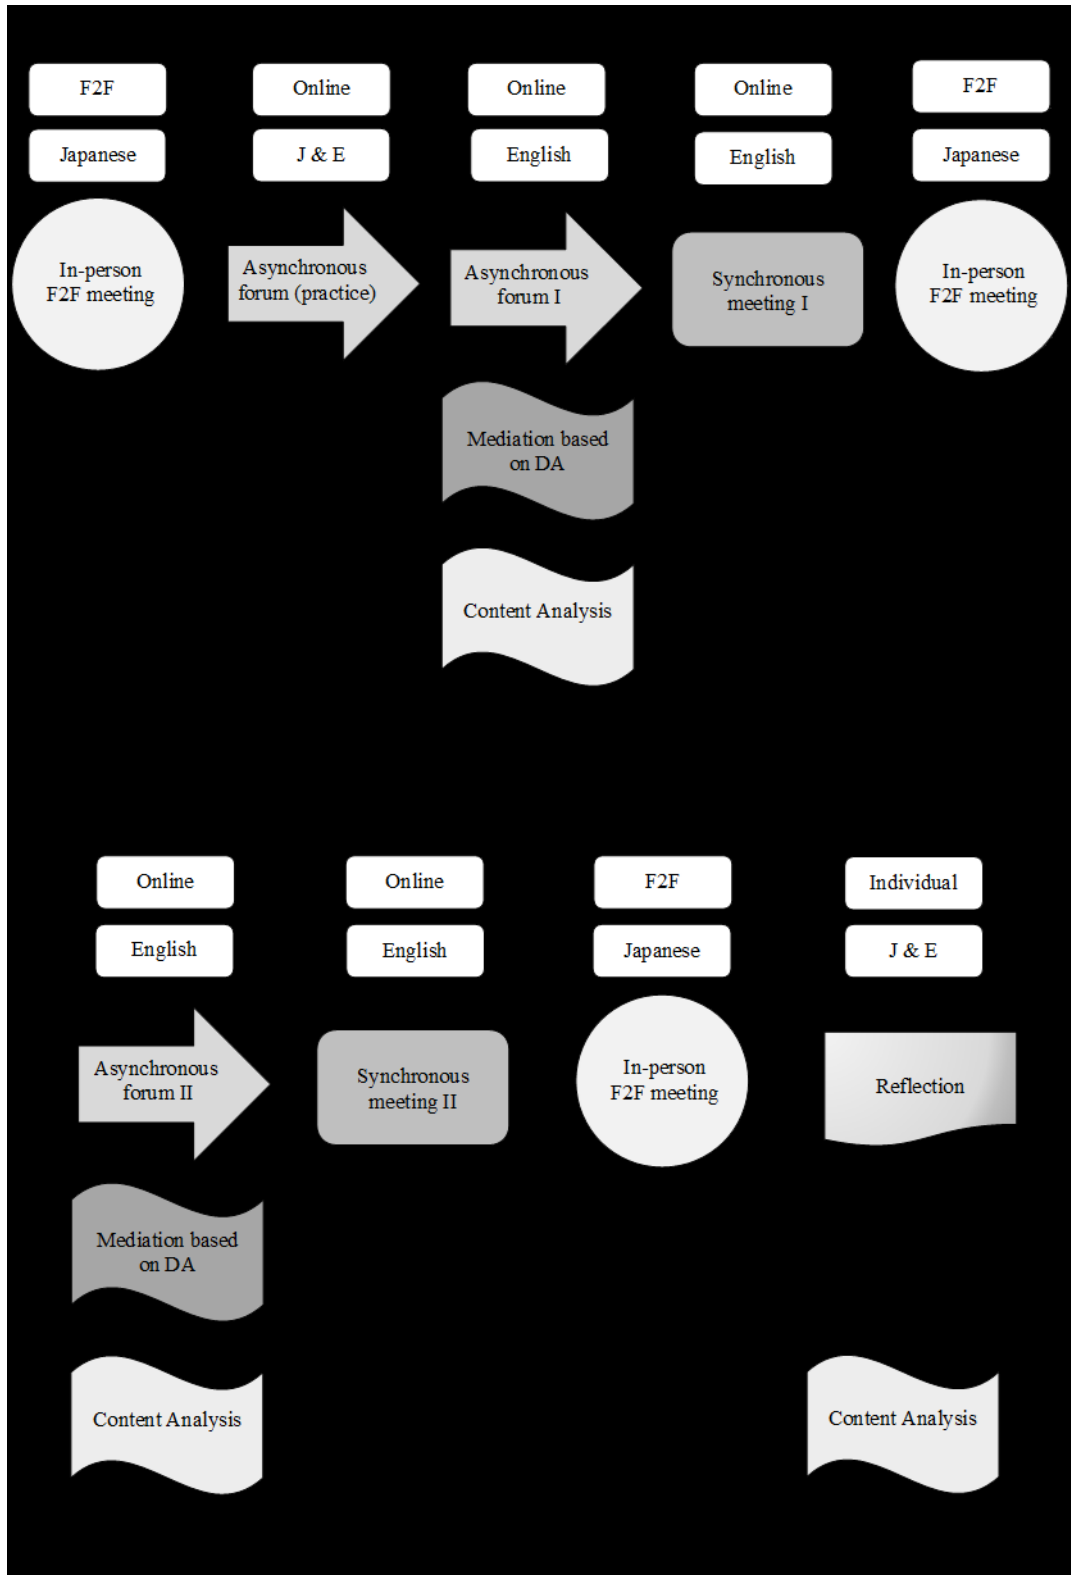 F2F
Online
Online
Online
F2F
Japanese
J & E
English
English
Japanese
In-person
F2F meeting
Asynchronous
forum (practice)
Asynchronous
forum I
Synchronous
meeting I
In-person
F2F meeting
Mediation based
on DA
Content Analysis
Online
Online
F2F
Individual
English
English
Japanese
J & E
Asynchronous
forum II
Synchronous
meeting II
In-person
F2F meeting
Reflection
Mediation based
on DA
Content Analysis
Content Analysis